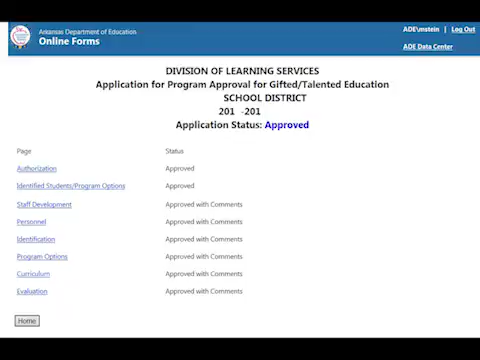 Arkansas Department of Education
Online Forms
ADE\mstein | Log Out
ADE Data Center
DIVISION OF LEARNING SERVICES
Application for Program Approval for Gifted/Talented Education
SCHOOL DISTRICT
201 -201
Application Status: Approved
Page Status
Authorization Approved
Identified Students/Program Options Approved
Staff Development Approved with Comments
Personnel Approved with Comments
Identification Approved with Comments
Program Options Approved with Comments
Curriculum Approved with Comments
Evaluation Approved with Comments
Home